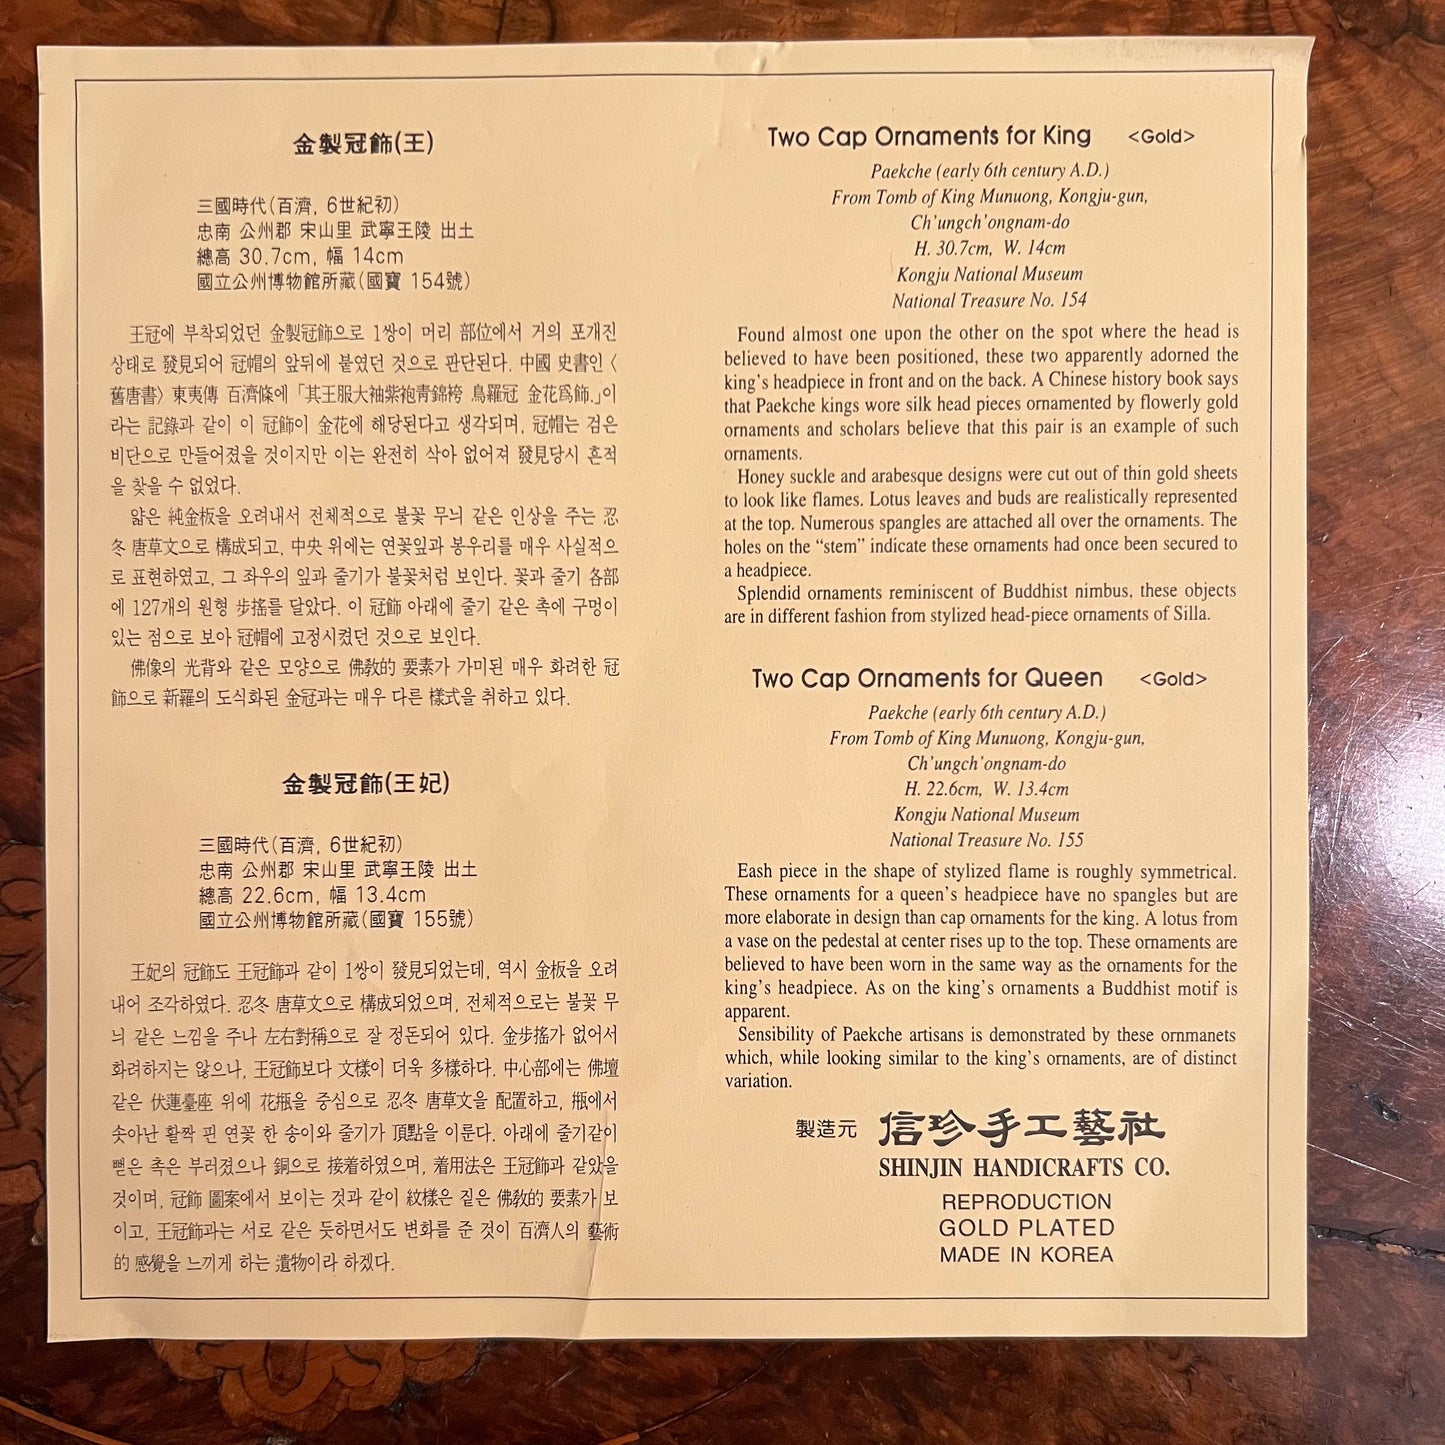 金製冠飾(王)
三國時代(百濟, 6世紀初)
忠南 公州郡 宋山里 武寧王陵 出土
總高 30.7cm, 幅 14cm
國立公州博物館所藏(國寶 154號)
王冠에 부착되었던 金製冠飾으로 1쌍이 머리 部位에서 거의 포개진
상태로 發見되어 冠帽의 앞뒤에 붙였던 것으로 판단된다. 中國 史書인 〈
舊唐書〉 東夷傳 百濟條에 「其王服大袖紫袍靑錦袴 烏羅冠 金花爲飾.」이
라는 記錄과 같이 이 冠飾이 金花에 해당된다고 생각되며, 冠帽는 검은
비단으로 만들어졌을 것이지만 이는 완전히 삭아 없어져 發見당시 흔적
을 찾을 수 없었다.
얇은 純金板을 오려내서 전체적으로 불꽃 무늬 같은 인상을 주는 忍
冬 唐草文으로 構成되고, 中央 위에는 연꽃잎과 봉우리를 매우 사실적으
로 표현하였고, 그 좌우의 잎과 줄기가 불꽃처럼 보인다. 꽃과 줄기 各部
에 127개의 원형 步搖를 달았다. 이 冠飾 아래에 줄기 같은 촉에 구멍이
있는 점으로 보아 冠帽에 고정시켰던 것으로 보인다.
佛像의 光背와 같은 모양으로 佛敎的 要素가 가미된 매우 화려한 冠
飾으로 新羅의 도식화된 金冠과는 매우 다른 樣式을 취하고 있다.
金製冠飾(王妃)
三國時代(百濟, 6世紀初)
忠南 公州郡 宋山里 武寧王陵 出土
總高 22.6cm, 幅 13.4cm
國立公州博物館所藏(國寶 155號)
王妃의 冠飾도 王冠飾과 같이 1쌍이 發見되었는데, 역시 金板을 오려
내어 조각하였다. 忍冬 唐草文으로 構成되었으며, 전체적으로는 불꽃 무
늬 같은 느낌을 주나 左右對稱으로 잘 정돈되어 있다. 金步搖가 없어서
화려하지는 않으나, 王冠飾보다 文樣이 더욱 多樣하다. 中心部에는 佛壇
같은 伏蓮臺座 위에 花甁을 중심으로 忍冬 唐草文을 配置하고, 甁에서
솟아난 활짝 핀 연꽃 한 송이와 줄기가 頂點을 이룬다. 아래에 줄기같이
뻗은 촉은 부러졌으나 銅으로 接着하였으며, 着用法은 王冠飾과 같았을
것이며, 冠飾 圖案에서 보이는 것과 같이 紋樣은 짙은 佛敎的 要素가 보
이고, 王冠飾과는 서로 같은 듯하면서도 변화를 준 것이 百濟人의 藝術
的 感覺을 느끼게 하는 遺物이라 하겠다.
Two Cap Ornaments for King <Gold>
Paekche (early 6th century A.D.)
From Tomb of King Munuong, Kongju-gun,
Ch'ungch'ongnam-do
H. 30.7cm, W. 14cm
Kongju National Museum
National Treasure No. 154
Found almost one upon the other on the spot where the head is
believed to have been positioned, these two apparently adorned the
king's headpiece in front and on the back. A Chinese history book says
that Paekche kings wore silk head pieces ornamented by flowerly gold
ornaments and scholars believe that this pair is an example of such
ornaments.
Honey suckle and arabesque designs were cut out of thin gold sheets
to look like flames. Lotus leaves and buds are realistically represented
at the top. Numerous spangles are attached all over the ornaments. The
holes on the “stem” indicate these ornaments had once been secured to
a headpiece.
Splendid ornaments reminiscent of Buddhist nimbus, these objects
are in different fashion from stylized head-piece ornaments of Silla.
Two Cap Ornaments for Queen <Gold>
Paekche (early 6th century A.D.)
From Tomb of King Munuong, Kongju-gun,
Ch'ungch'ongnam-do
H. 22.6cm, W. 13.4cm
Kongju National Museum
National Treasure No. 155
Eash piece in the shape of stylized flame is roughly symmetrical.
These ornaments for a queen's headpiece have no spangles but are
more elaborate in design than cap ornaments for the king. A lotus from
a vase on the pedestal at center rises up to the top. These ornaments are
believed to have been worn in the same way as the ornaments for the
king's headpiece. As on the king's ornaments a Buddhist motif is
apparent.
Sensibility of Paekche artisans is demonstrated by these ornmanets
which, while looking similar to the king's ornaments, are of distinct
variation.
製造元 信珍手工藝社
SHINJIN HANDICRAFTS CO.
REPRODUCTION
GOLD PLATED
MADE IN KOREA